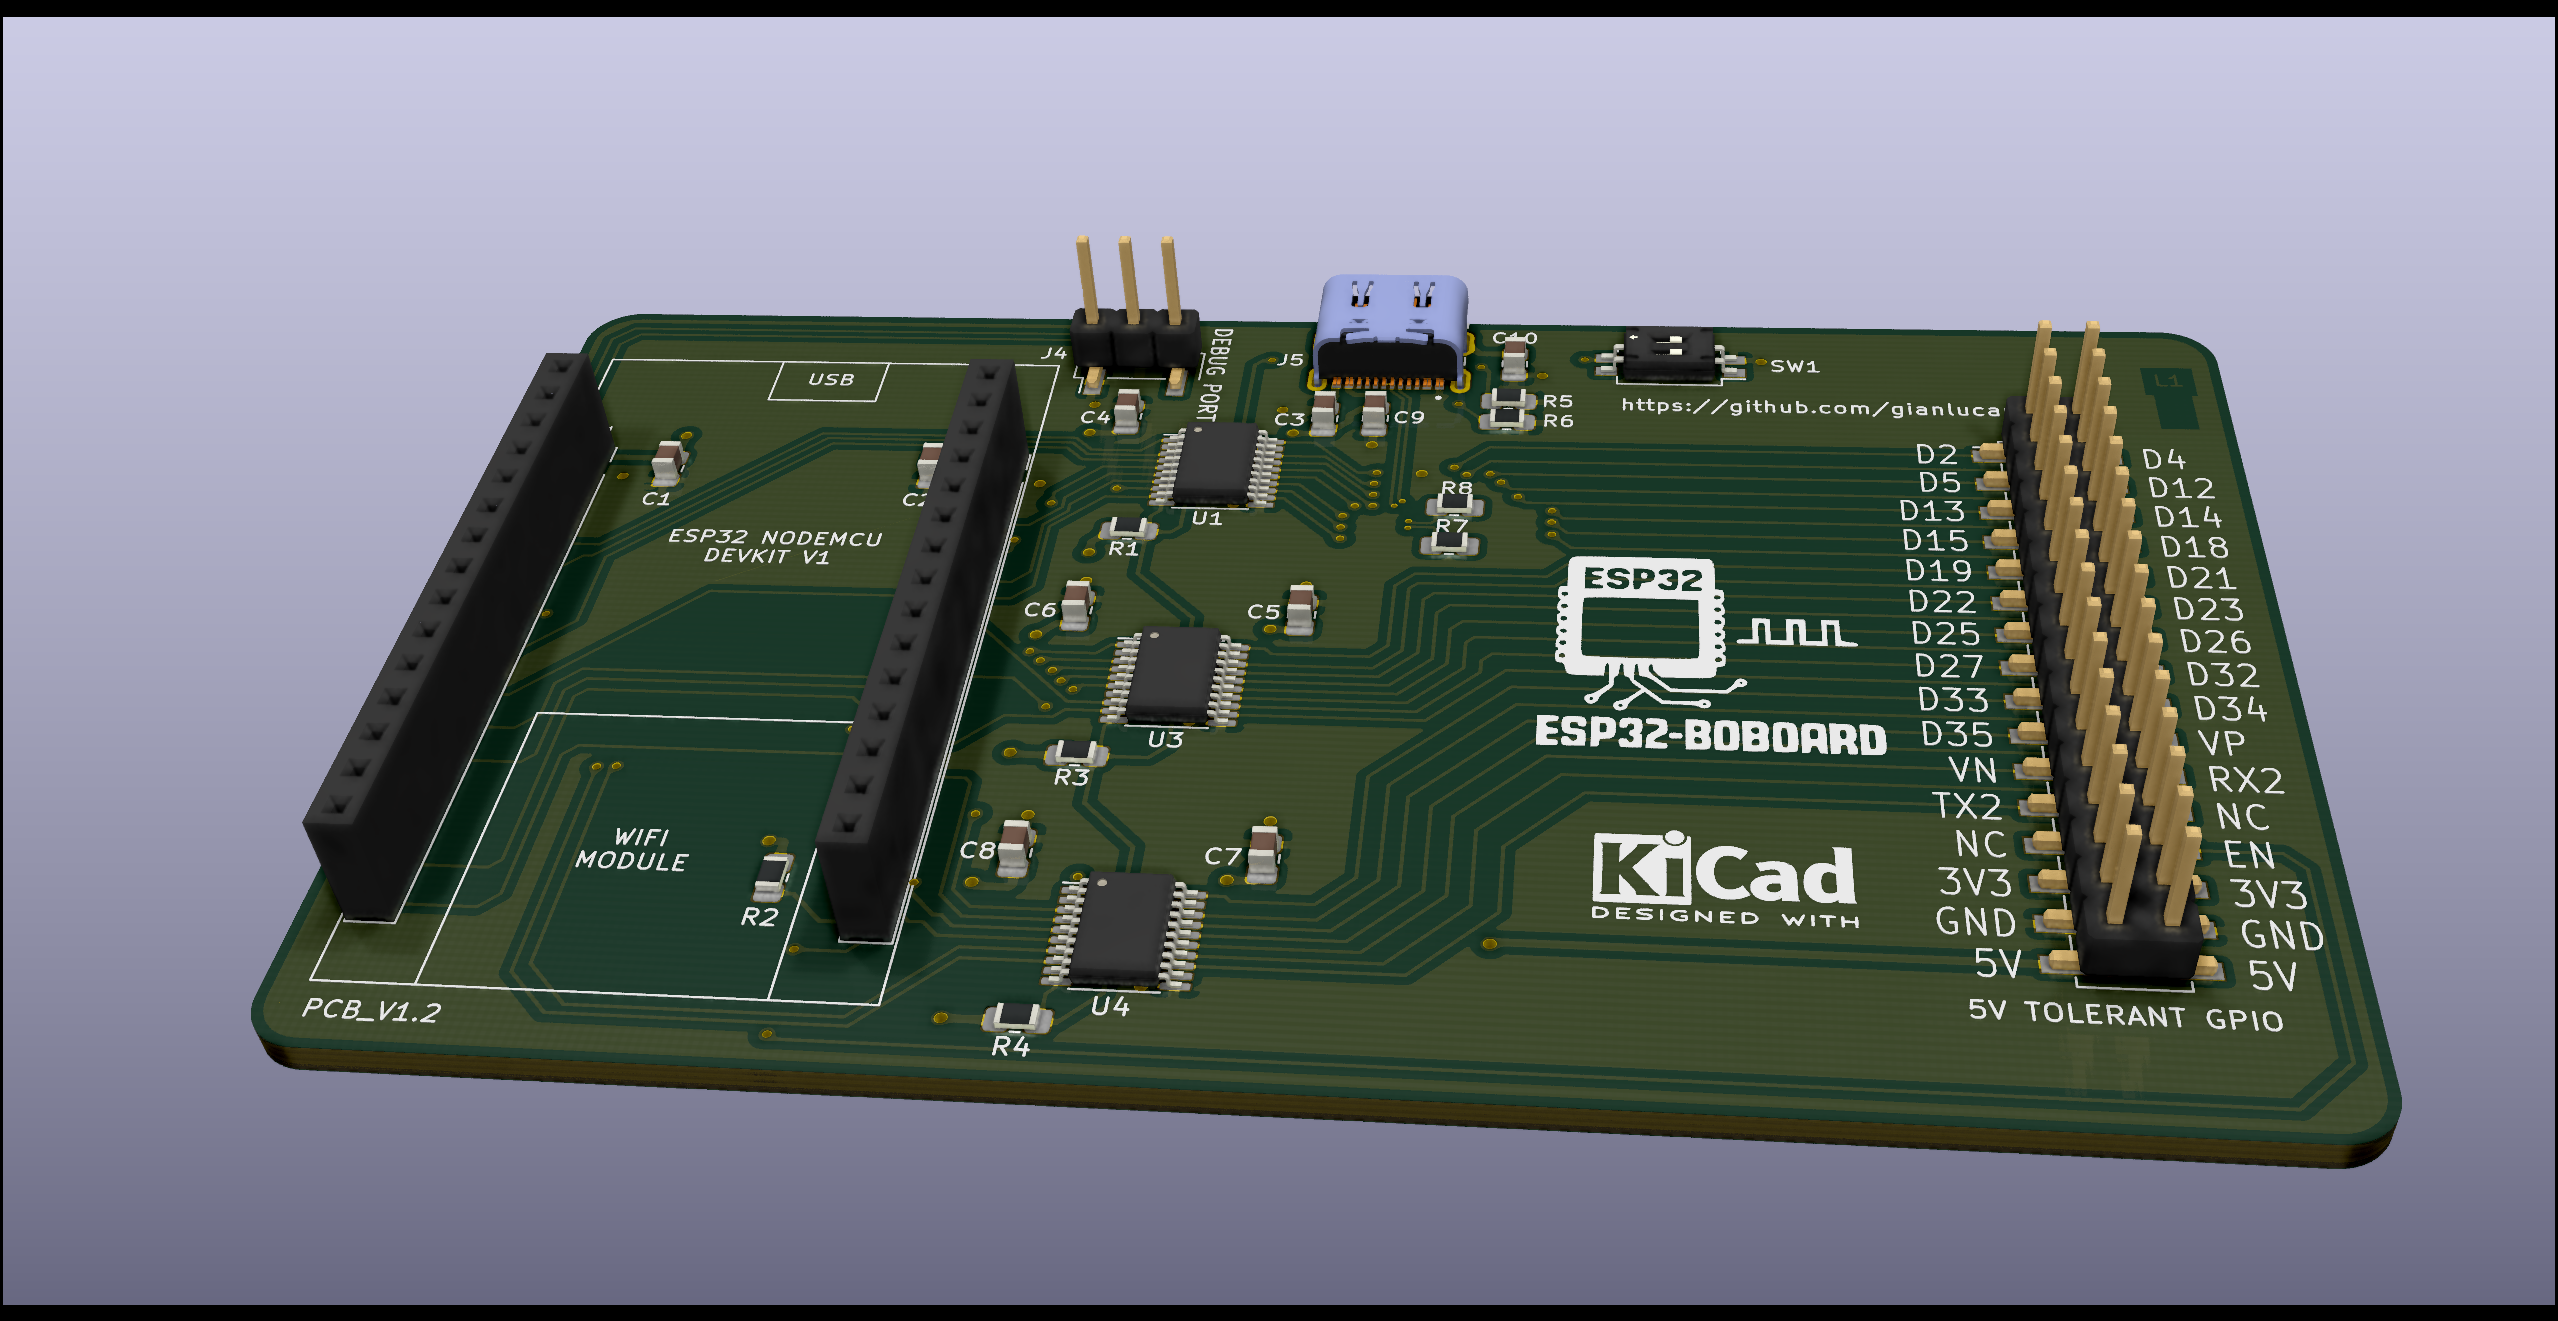 J4
DEBUG PORT
J5
C10
SW1
L1
USB
R5
R6
https://github.com/gianluca
C4
C3
C9
C1
ESP32 NODEMCU
DEVKIT V1
U1
R1
R8
R7
C6
C5
U3
R3
ESP32
ESP32-BOBOARD
WIFI
MODULE
R2
C8
C7
U4
R4
KiCad
DESIGNED WITH
PCB_V1.2
D2 D4
D5 D12
D13 D14
D15 D18
D19 D21
D22 D23
D25 D26
D27 D32
D33 D34
D35 VP
VN RX2
TX2 NC
NC EN
3V3 3V3
GND GND
5V 5V
5V TOLERANT GPIO